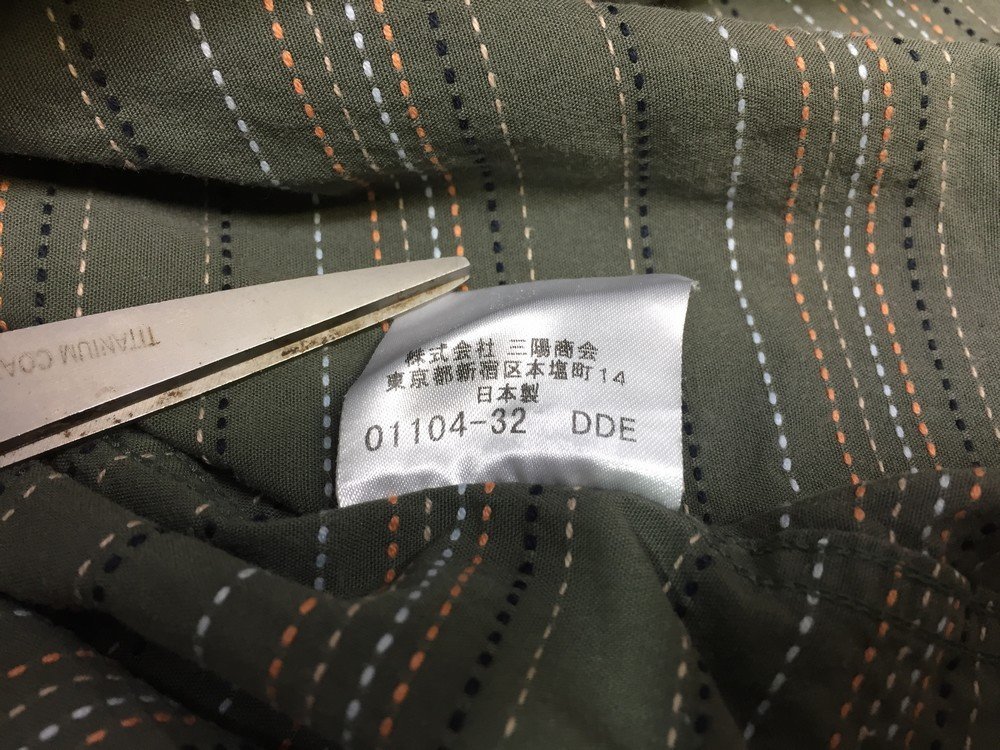 株式会社 三陽商会
東京都新宿区本塩町14
日本製
01104-32 DDE
TITANIUM COA